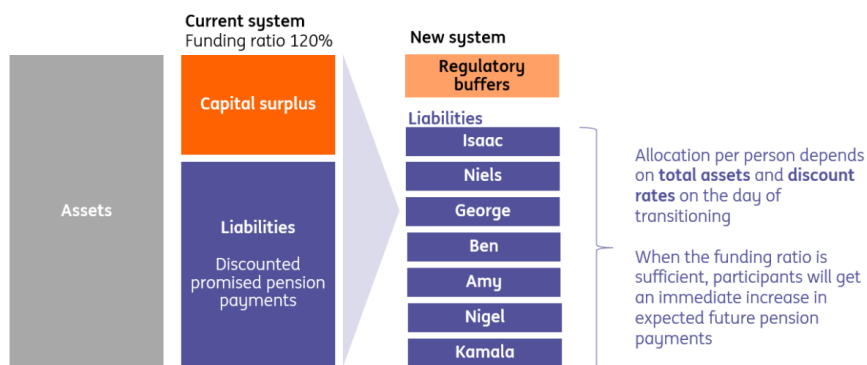 Current system
Funding ratio 120%
New system
Assets
Capital surplus
Liabilities
Discounted
promised pension
payments
Regulatory
buffers
Liabilities
Isaac
Niels
George
Ben
Amy
Nigel
Kamala
Allocation per person depends
on total assets and discount
rates on the day of
transitioning
When the funding ratio is
sufficient, participants will get
an immediate increase in
expected future pension
payments